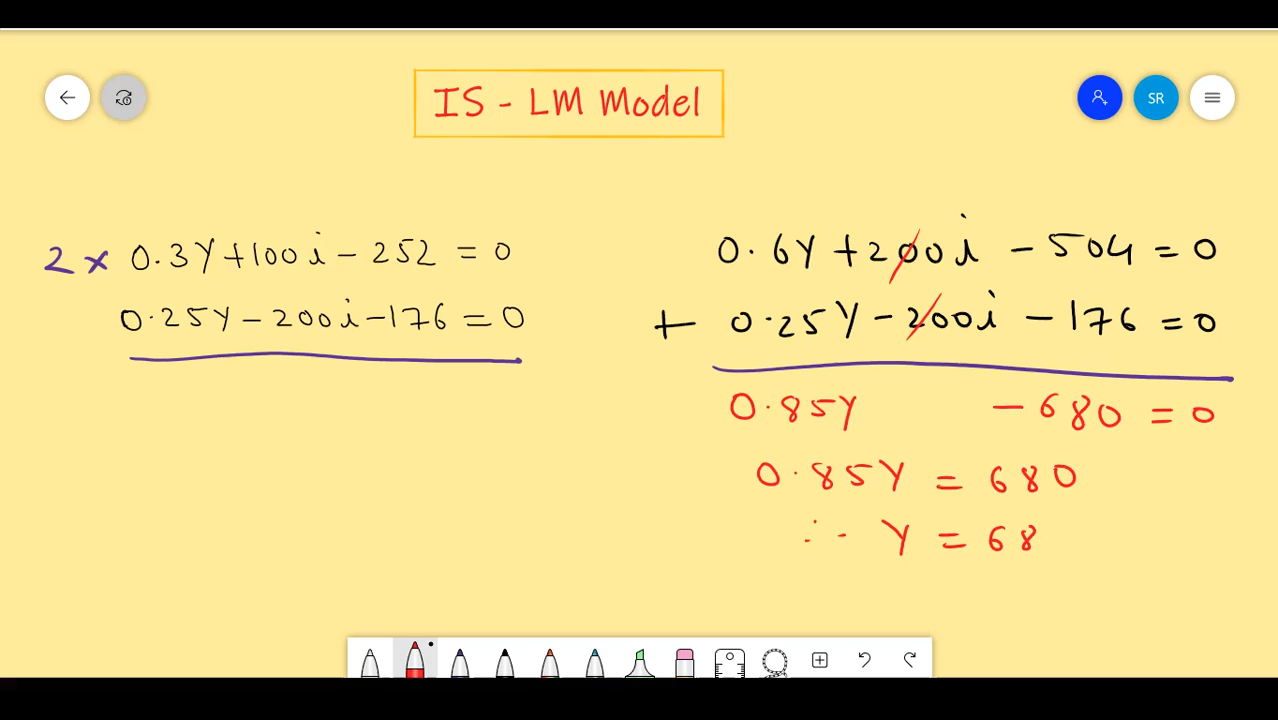 IS - LM Model
SR
2 × 0.3Y+100i - 252 = 0
0.25Y - 200i - 176 = 0
0.6Y + 200i - 504 = 0
+ 0.25Y - 200i - 176 = 0
0.85Y - 680 = 0
0.85Y = 680
∴ Y = 68